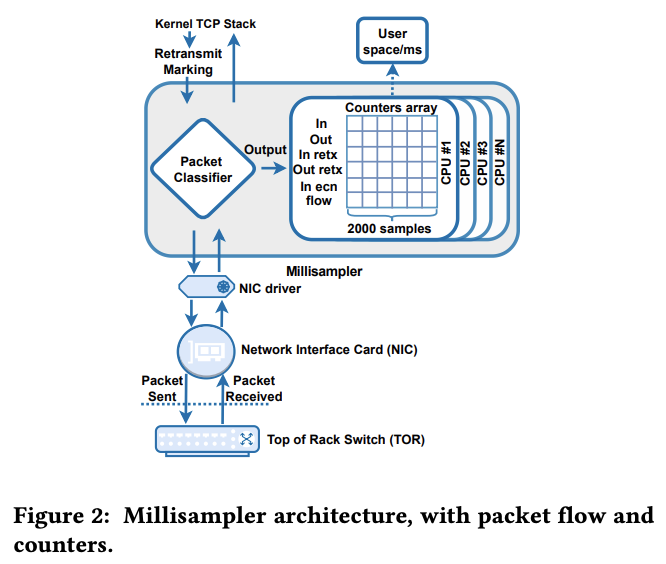 Kernel TCP Stack
Retransmit
Marking
User
space/ms
Packet
Classifier
Output
Counters array
In
Out
In retx
Out retx
In ecn
flow
2000 samples
CPU #1
CPU #2
CPU #3
CPU #N
Millisampler
NIC driver
Network Interface Card (NIC)
Packet
Sent
Packet
Received
Top of Rack Switch (TOR)
Figure 2: Millisampler architecture, with packet flow and
counters.